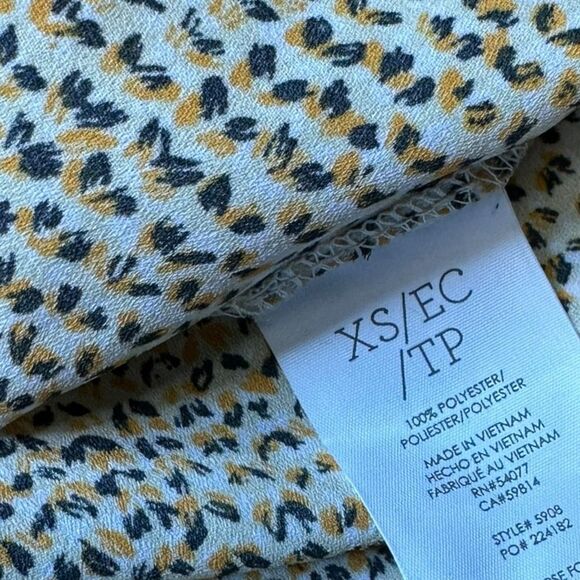 XS/EC
/TP
100% POLYESTER/
POLIESTER/POLYESTER
MADE IN VIETNAM
HECHO EN VIETNAM
FABRIQUÉ AU VIETNAM
RN#54077
CA#59814
STYLE# 5908
PO# 224182